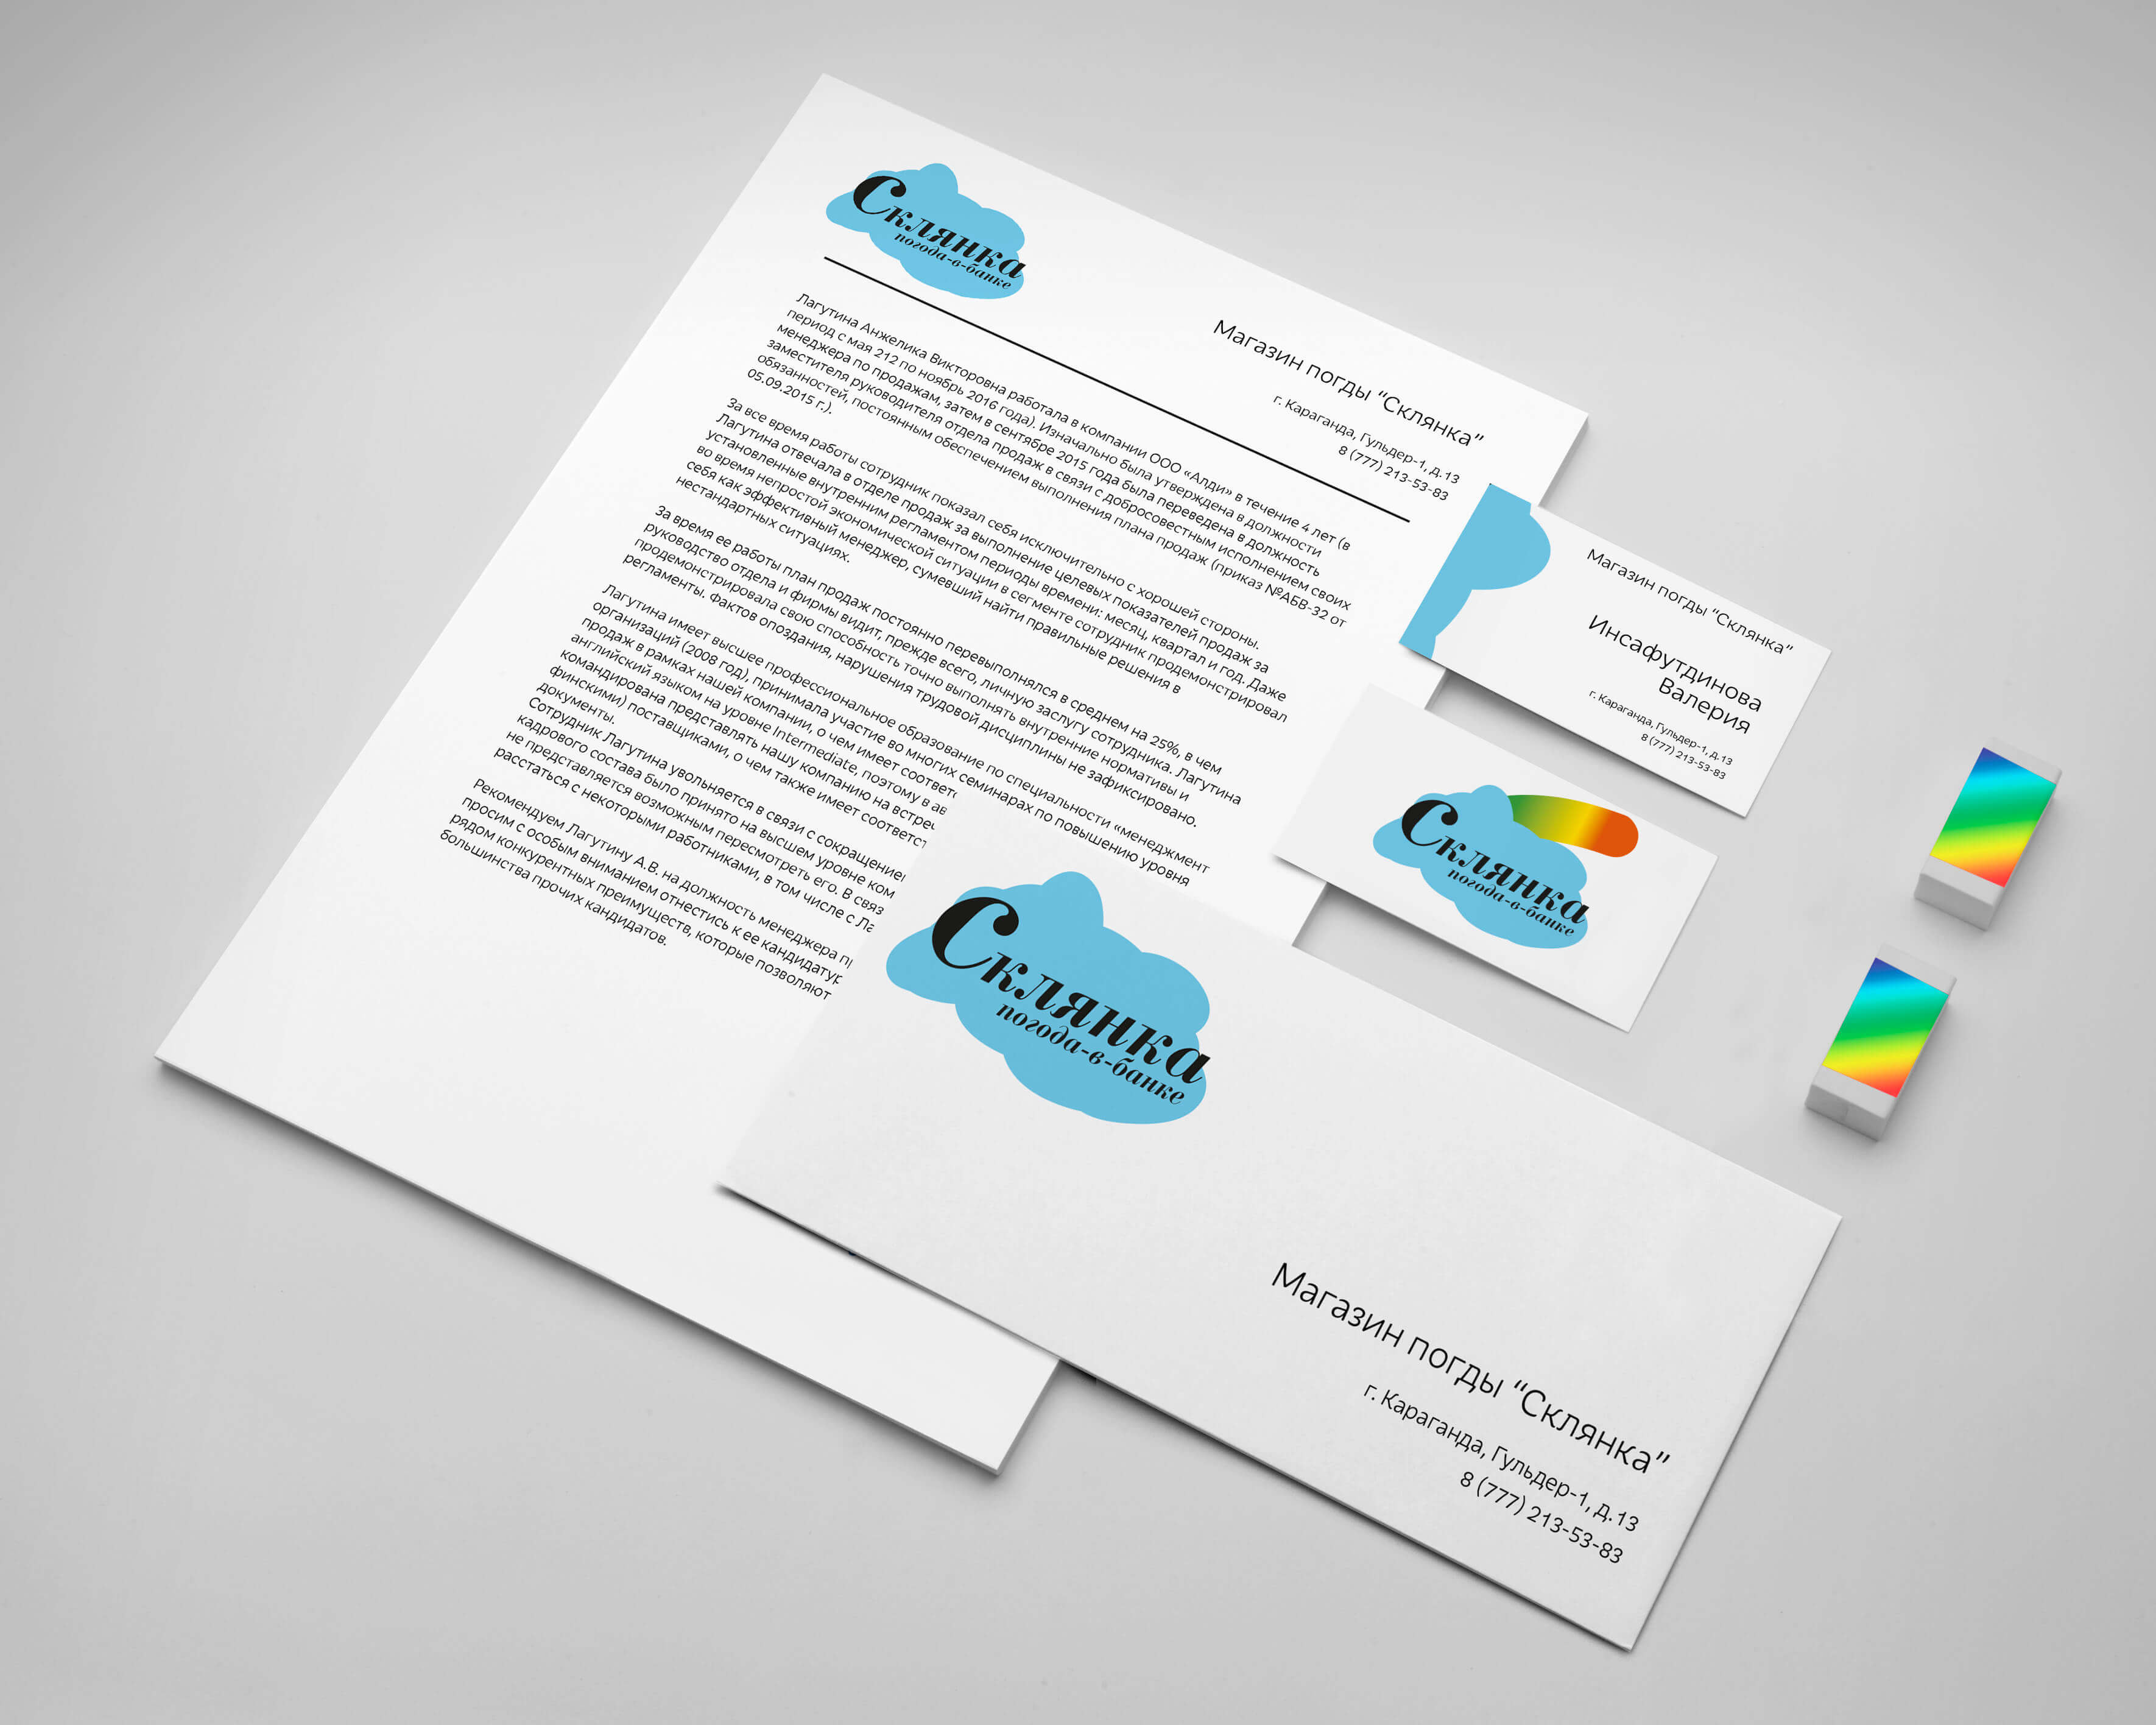 Склянка
погода-в-банке
Магазин погды “Склянка”
г. Караганда, Гульдер-1, д.13
8 (777) 213-53-83
Лагутина Анжелика Викторовна работала в компании ООО «Алди» в течение 4 лет (в
период с мая 212 по ноябрь 2016 года). Изначально была утверждена в должности
менеджера по продажам, затем в сентябре 2015 года была переведена в должность
заместителя руководителя отдела продаж в связи с добросовестным исполнением своих
обязанностей, постоянным обеспечением выполнения плана продаж (приказ №АБВ-32 от
05.09.2015 г.).
За все время работы сотрудник показал себя исключительно с хорошей стороны.
Лагутина отвечала в отделе продаж за выполнение целевых показателей продаж за
установленные внутренним регламентом периоды времени: месяц, квартал и год. Даже
во время непростой экономической ситуации в сегменте сотрудник продемонстрировал
себя как эффективный менеджер, сумевший найти правильные решения в
нестандартных ситуациях.
За время ее работы план продаж постоянно перевыполнялся в среднем на 25%, в чем
руководство отдела и фирмы видит, прежде всего, личную заслугу сотрудника. Лагутина
продемонстрировала свою способность точно выполнять внутренние нормативы и
регламенты. Фактов опоздания, нарушения трудовой дисциплины не зафиксировано.
Лагутина имеет высшее профессиональное образование по специальности «менеджмент
организаций (2008 год), принимала участие во многих семинарах по повышению уровня
продаж в рамках нашей компании, о чем имеет соответс
английский языком на уровне Intermediate, поэтому в ав
командирована представлять нашу компанию на встрес
финскими) поставщиками, о чем также имеет соответст
документы.
Сотрудник Лагутина увольняется в связи с сокращением
кадрового состава было принято на высшем уровне ком
не представляется возможным пересмотреть его. В связ
расстаться с некоторыми работниками, в том числе с Ла
Рекомендуем Лагутину А.В. на должность менеджера п
просим с особым вниманием отнестись к ее кандидатур
рядом конкурентных преимуществ, которые позволяют
большинства прочих кандидатов.
Магазин погды “Склянка”
Инсафутдинова
Валерия
г. Караганда, Гульдер-1, д.13
8 (777) 213-53-83
Склянка
погода-в-банке
Склянка
погода-в-банке
Магазин погды “Склянка”
г. Караганда, Гульдер-1, д.13
8 (777) 213-53-83